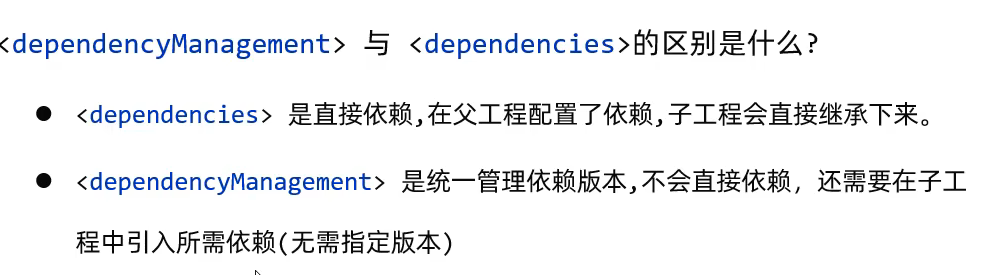 <dependencyManagement> 与 <dependencies>的区别是什么?
● <dependencies> 是直接依赖,在父工程配置了依赖,子工程会直接继承下来。
● <dependencyManagement> 是统一管理依赖版本,不会直接依赖，还需要在子工
程中引入所需依赖(无需指定版本)